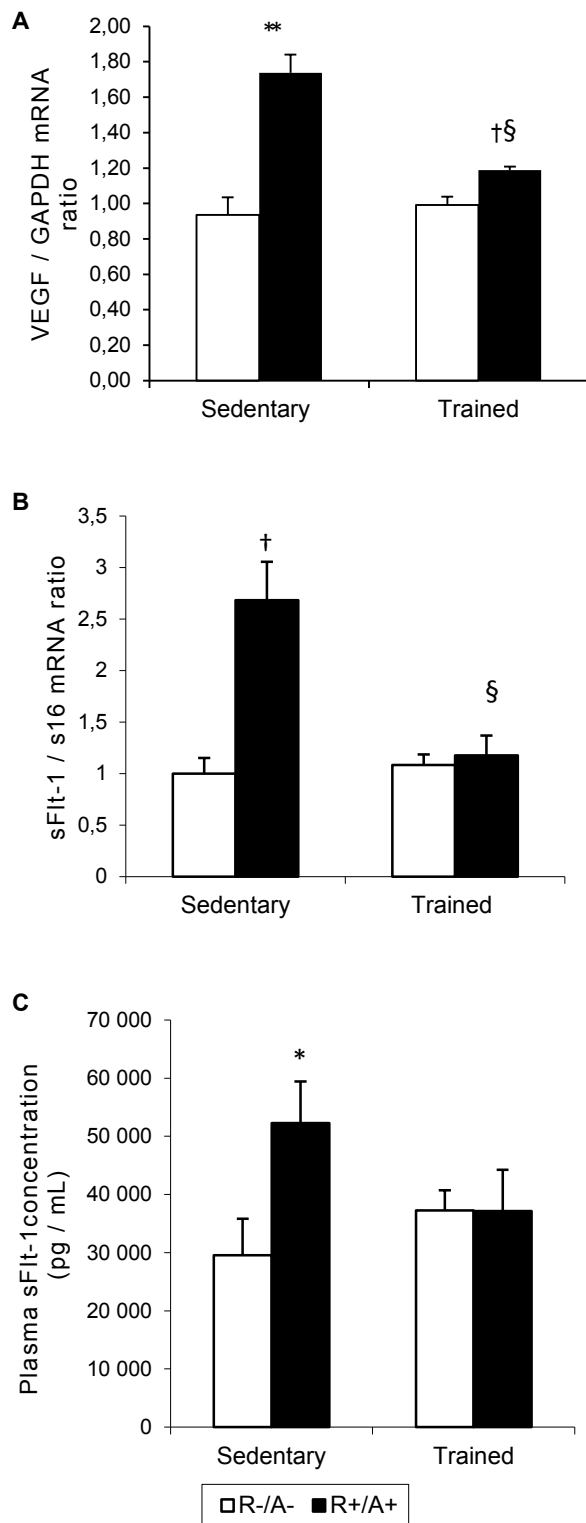 A
VEGF / GAPDH mRNA
ratio
2,00
1,80
1,60
1,40
1,20
1,00
0,80
0,60
0,40
0,20
0,00
**
†§
Sedentary Trained
B
sFlt-1 / s16 mRNA ratio
3,5
3
2,5
2
1,5
1
0,5
0
†
§
Sedentary Trained
C
Plasma sFlt-1concentration
(pg / mL)
70 000
60 000
50 000
40 000
30 000
20 000
10 000
0
*
Sedentary Trained
R-/A- R+/A+